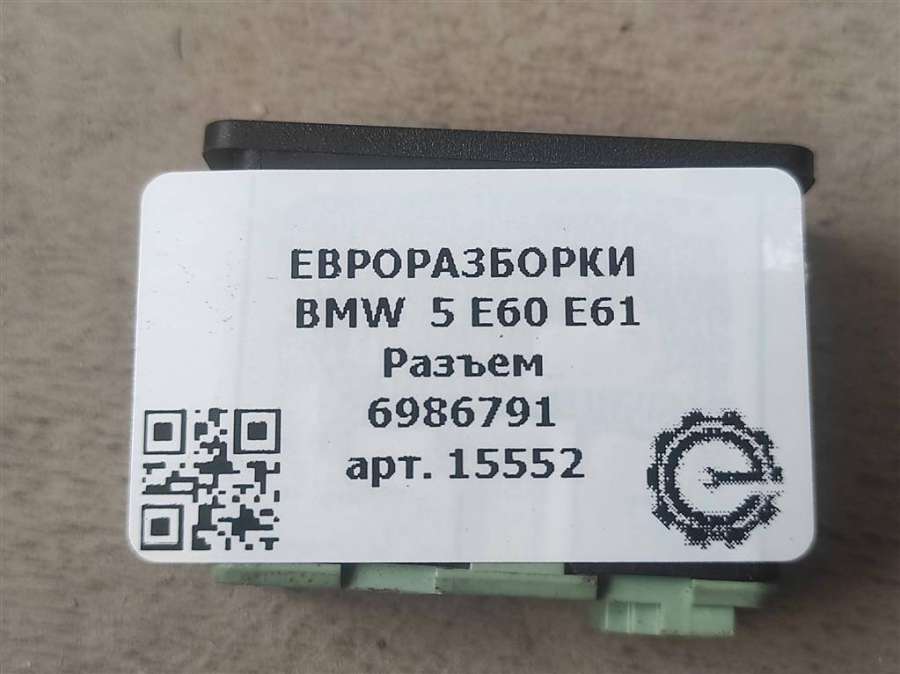 ЕВРОРАЗБОРКИ
BMW 5 E60 E61
Разъем
6986791
арт. 15552